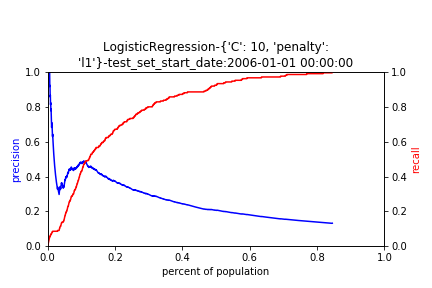 LogisticRegression-{'C': 10, 'penalty':
'l1'}-test_set_start_date:2006-01-01 00:00:00
1.0
0.8
0.6
0.4
0.2
0.0
precision
1.0
0.8
0.6
0.4
0.2
0.0
recall
0.0 0.2 0.4 0.6 0.8 1.0
percent of population